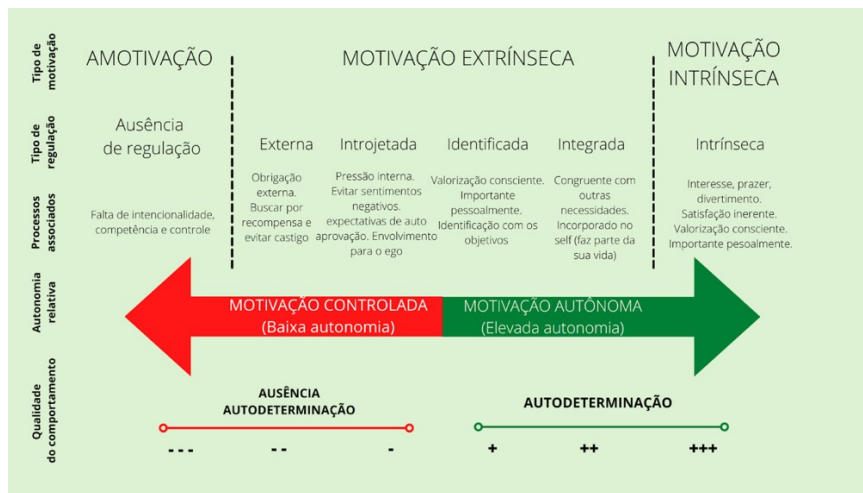 Tipo de
motivação
AMOTIVAÇÃO
MOTIVAÇÃO EXTRÍNSECA
MOTIVAÇÃO
INTRÍNSECA
Tipo de
regulação
Ausência
de regulação
Externa
Introjetada
Identificada
Integrada
Intrínseca
Processos
associados
Falta de intencionalidade,
competência e controle
Obrigação
externa.
Buscar por
recompensa e
evitar castigo
Pressão interna.
Evitar sentimentos
negativos.
expectativas de auto
aprovação. Envolvimento
para o ego
Valorização consciente.
Importante
pessoalmente.
Identificação com os
objetivos
Congruente com
outras
necessidades.
Incorporado no
self (faz parte da
sua vida)
Interesse, prazer,
divertimento.
Satisfação inerente.
Valorização consciente.
Importante pesoalmente.
Autonomia
relativa
MOTIVAÇÃO CONTROLADA
(Baixa autonomia)
MOTIVAÇÃO AUTÔNOMA
(Elevada autonomia)
Qualidade
do comportamento
AUSÊNCIA
AUTODETERMINAÇÃO
AUTODETERMINAÇÃO
- - -
- -
-
+
++
+++